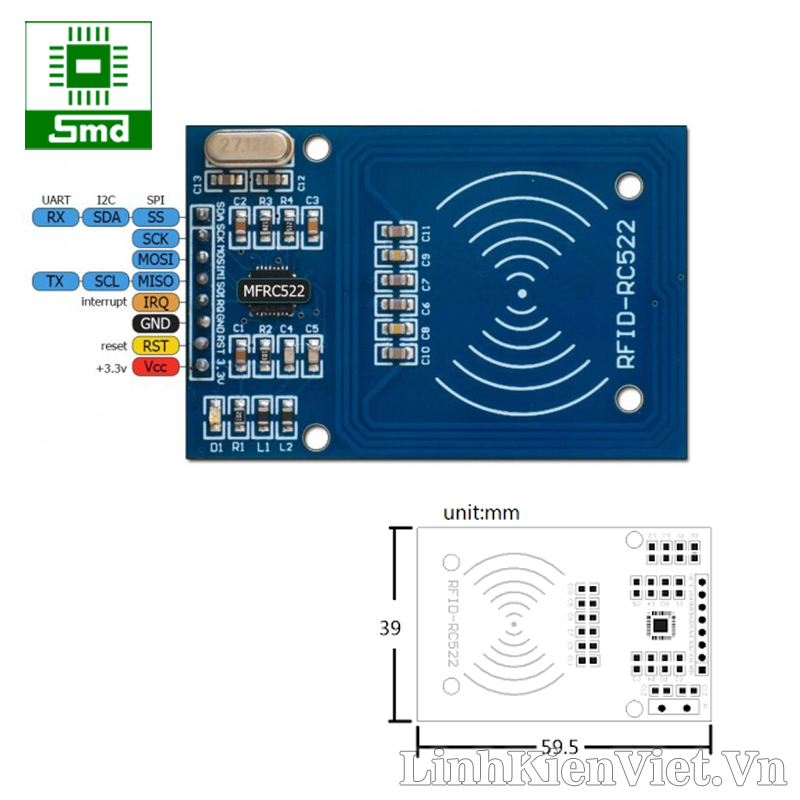 Smd
27.120
C13
C12
UART I2C SPI
RX SDA SS
SCK
MOSI
TX SCL MISO
interrupt IRQ
GND
reset RST
+3.3v Vcc
SDA SCK MOSI MISO IRQ GND RST 3.3V
C2 R3 R4 C3
MFRC522
C1 R2 C4 C5
D1 R1 L1 L2
C11
C9
C7
C6
C8
C10
RFID-RC522
unit:mm
39
RFID-RC522
59.5
LinhKienViet.Vn